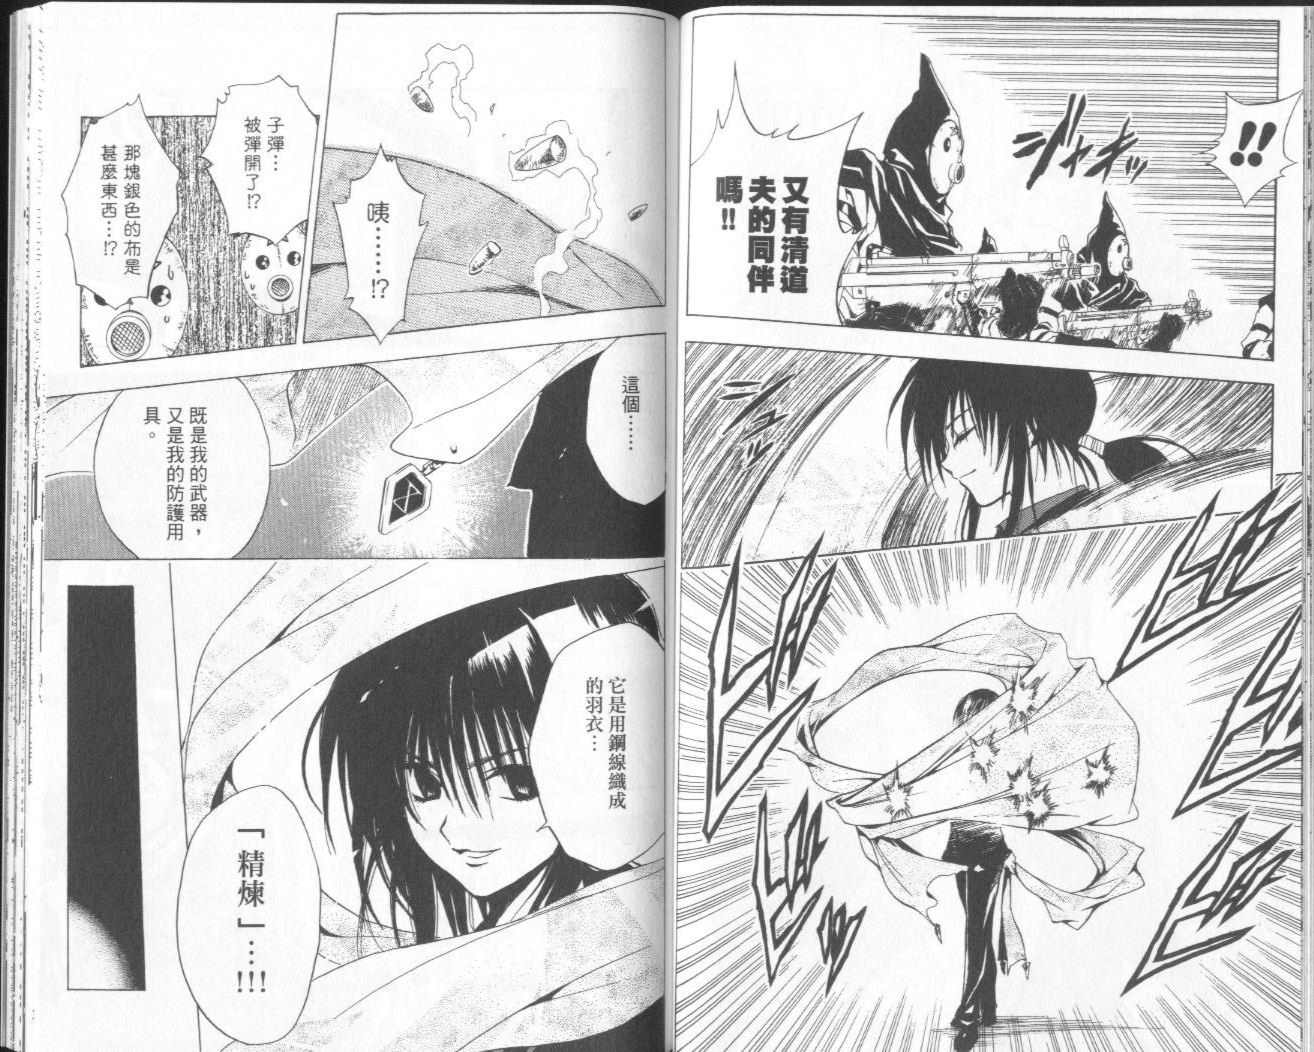 !!
ジャキッ
又有清道
夫的同伴
嗎!!
咦……!?
子彈…
被彈開了!?
那塊銀色的布是
甚麼東西…!?
這個……
既是我的武器，
又是我的防護用
具。
它是用鋼線織成
的羽衣…
「精煉」…!!!